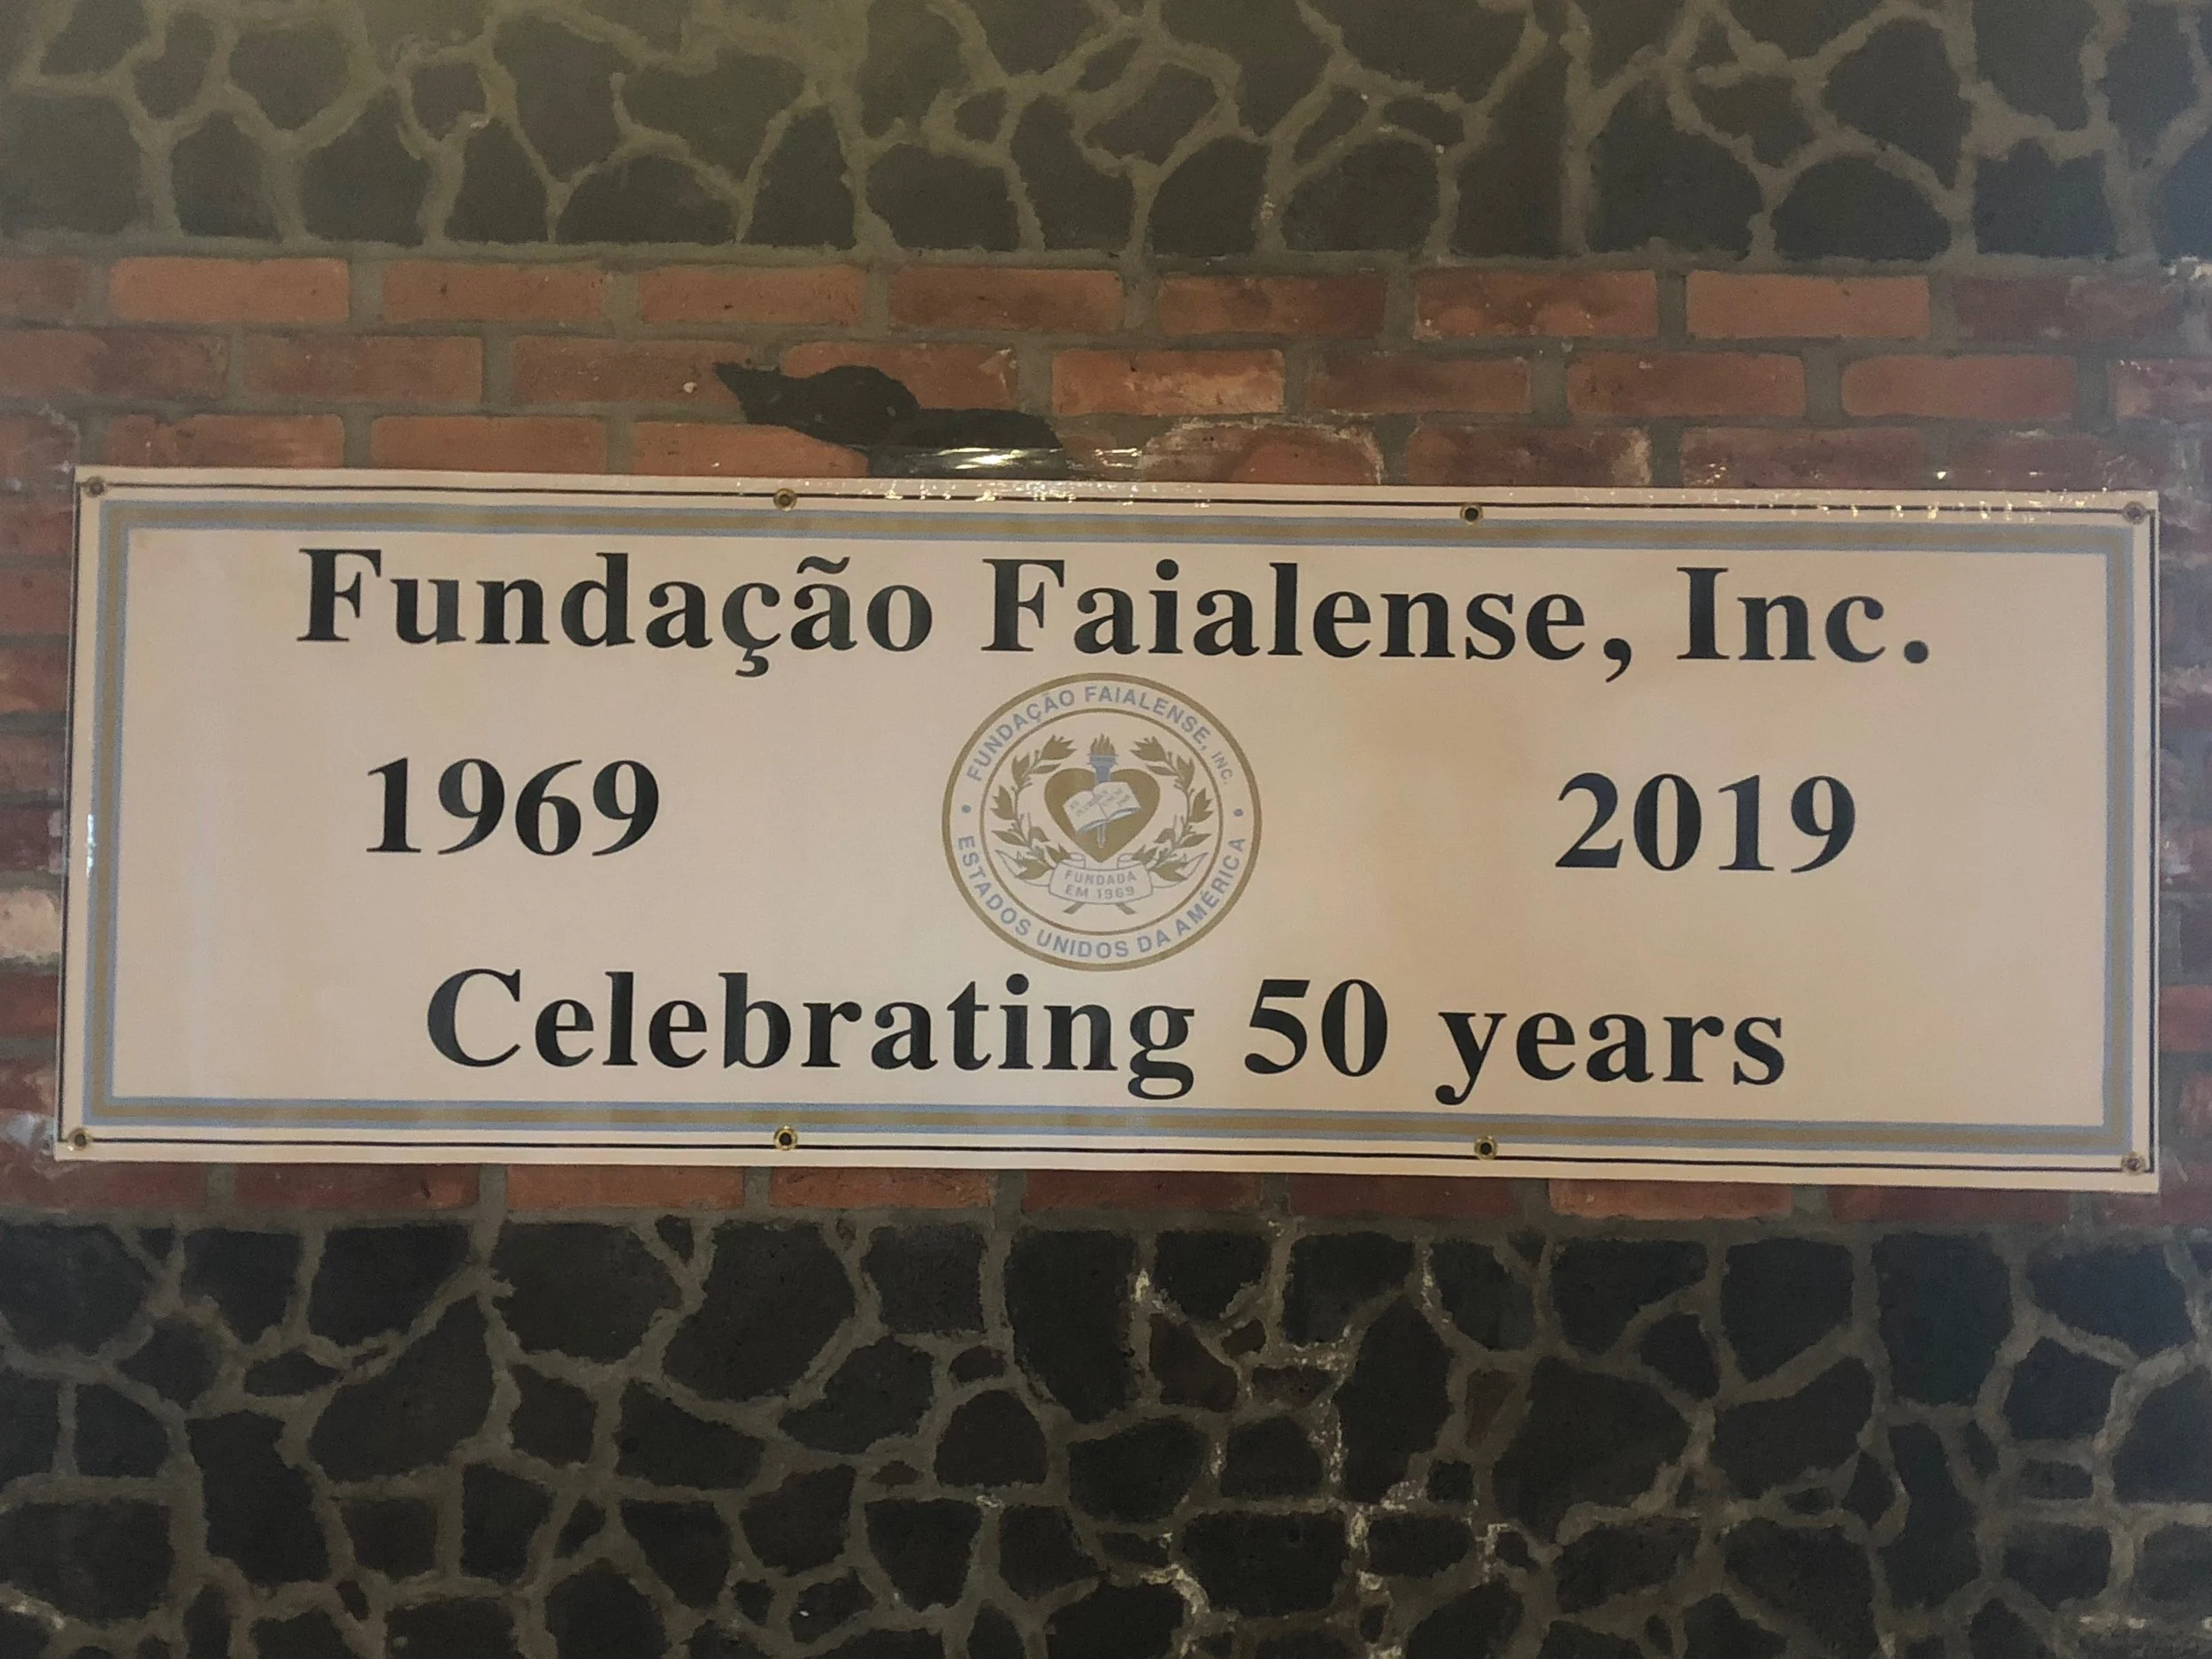 Fundação Faialense, Inc.
1969
FUNDAÇÃO FAIALENSE, INC.
FUNDADA
EM 1969
ESTADOS UNIDOS DA AMÉRICA
2019
Celebrating 50 years